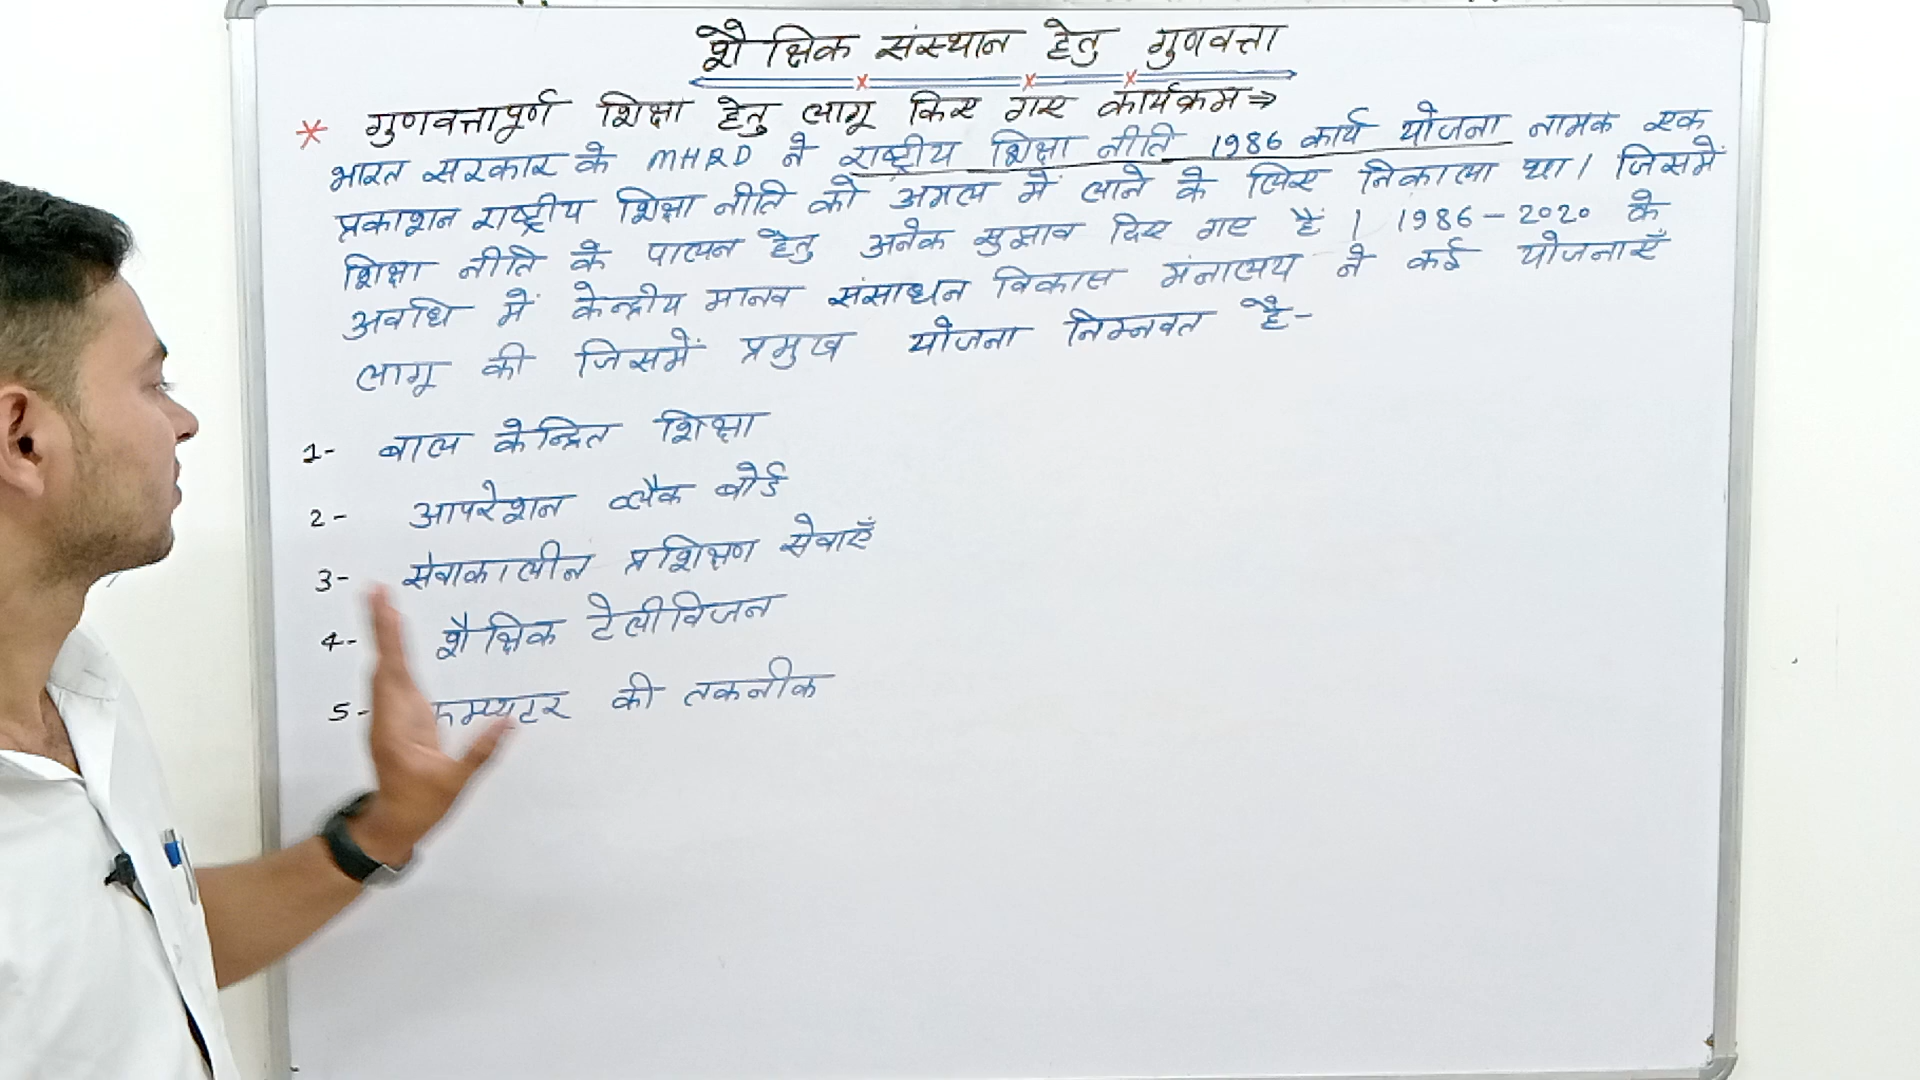 शैक्षिक संस्थान हेतु गुणवत्ता
* गुणवत्तापूर्ण शिक्षा हेतु लागू किए गए कार्यक्रम⇒
भारत सरकार के MHRD ने राष्ट्रीय शिक्षा नीति 1986 कार्य योजना नामक एक
प्रकाशन राष्ट्रीय शिक्षा नीति को अमल में लाने के लिए निकाला था। जिसमें
शिक्षा नीति के पालन हेतु अनेक सुझाव दिए गए हैं। 1986-2020 के
अवधि में केन्द्रीय मानव संसाधन विकास मंत्रालय ने कई योजनाएँ
लागू की जिसमें प्रमुख योजना निम्नवत है-
1- बाल केन्द्रित शिक्षा
2- आपरेशन ब्लैक बोर्ड
3- सेवाकालीन प्रशिक्षण सेवाएँ
4- शैक्षिक टेलीविजन
5- कम्प्यूटर की तकनीक